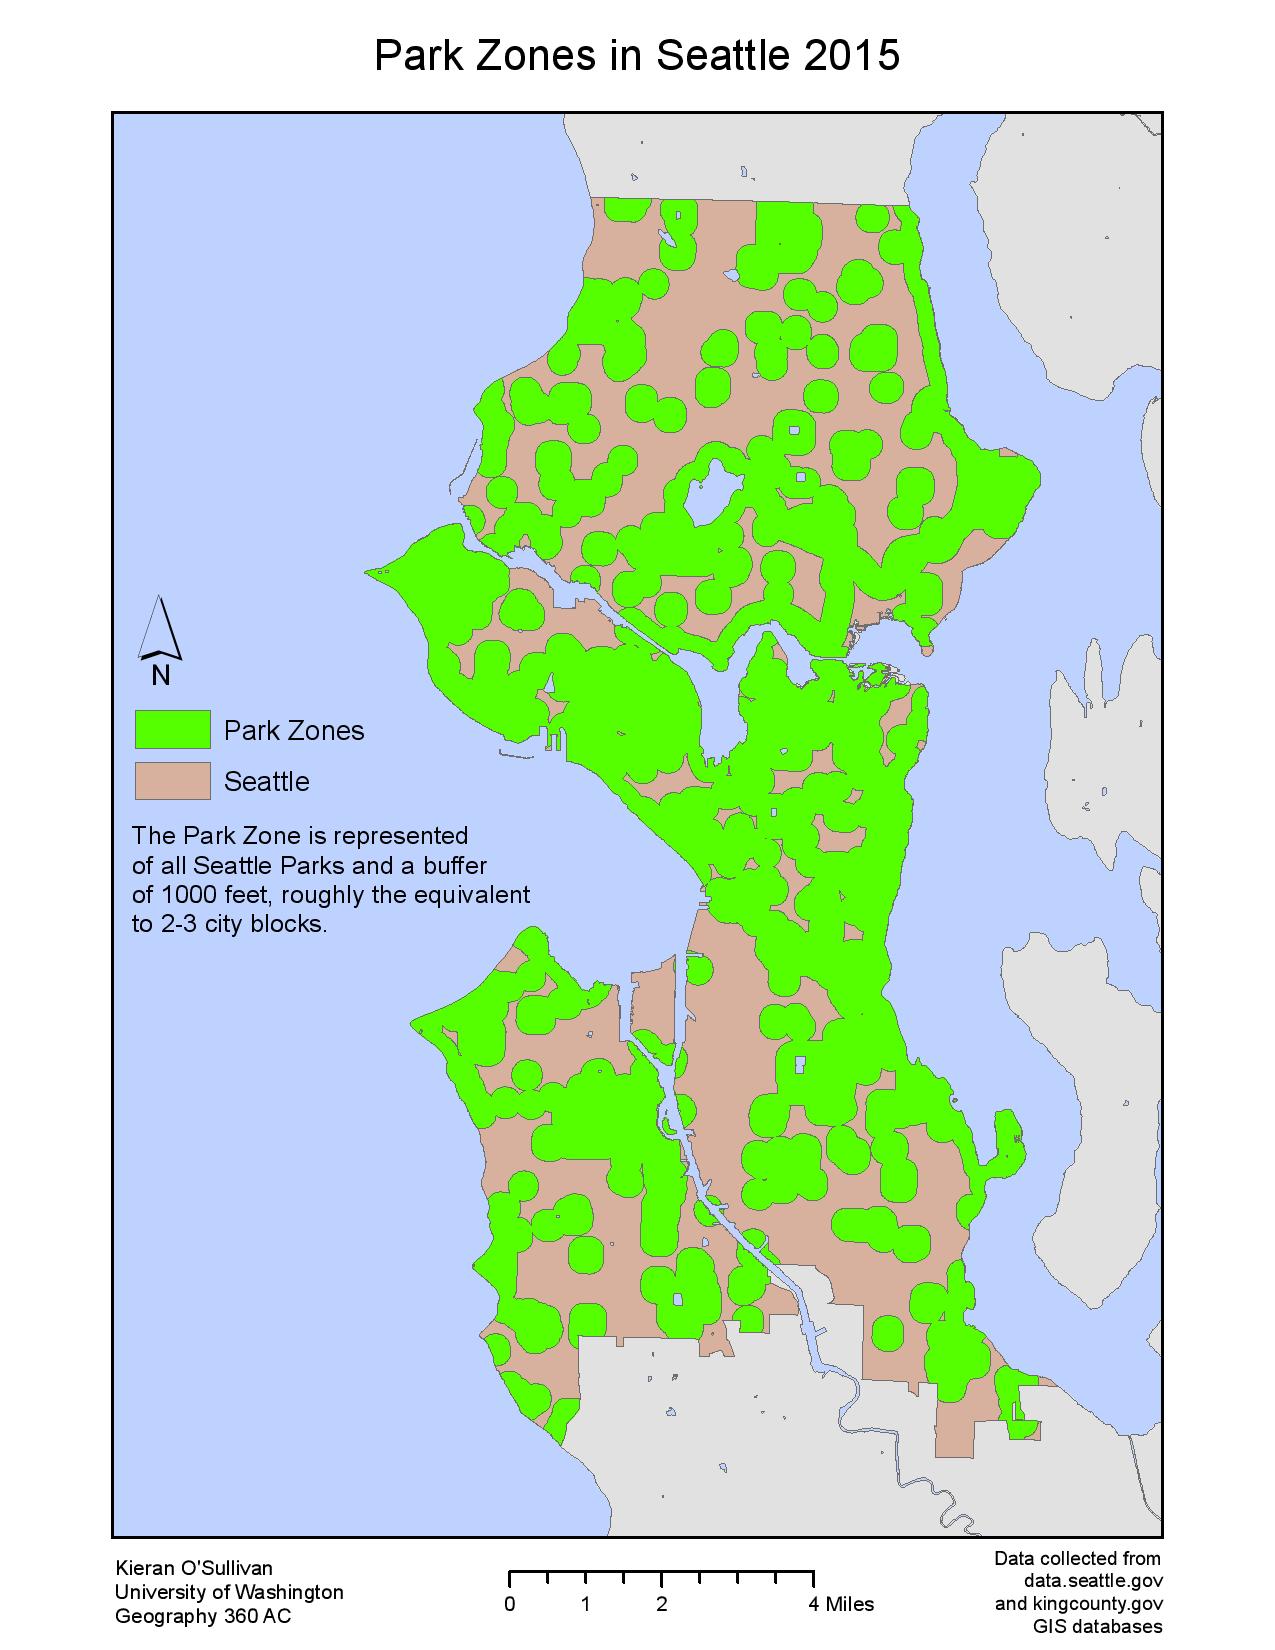 Park Zones in Seattle 2015
N
Park Zones
Seattle
The Park Zone is represented
of all Seattle Parks and a buffer
of 1000 feet, roughly the equivalent
to 2-3 city blocks.
Kieran O'Sullivan
University of Washington
Geography 360 AC
0 1 2 4 Miles
Data collected from
data.seattle.gov
and kingcounty.gov
GIS databases